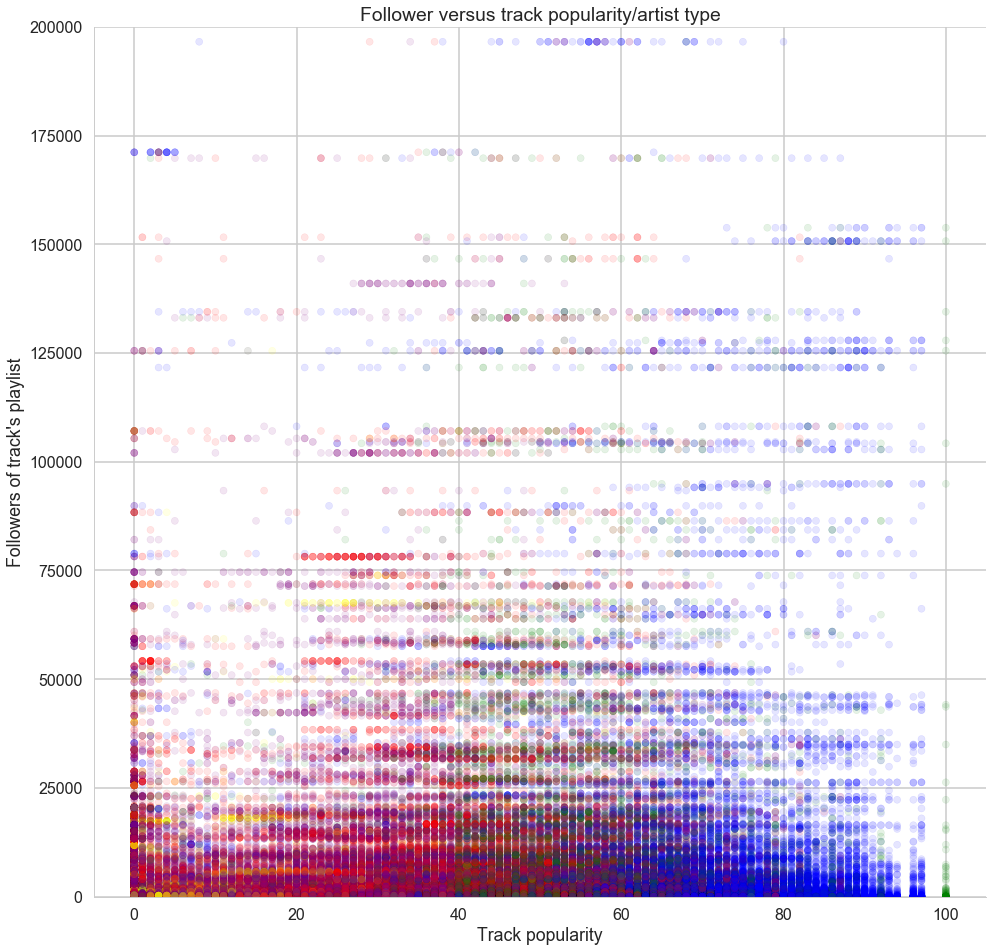 Follower versus track popularity/artist type
200000
175000
150000
125000
100000
75000
50000
25000
0
Followers of track's playlist
0 20 40 60 80 100
Track popularity